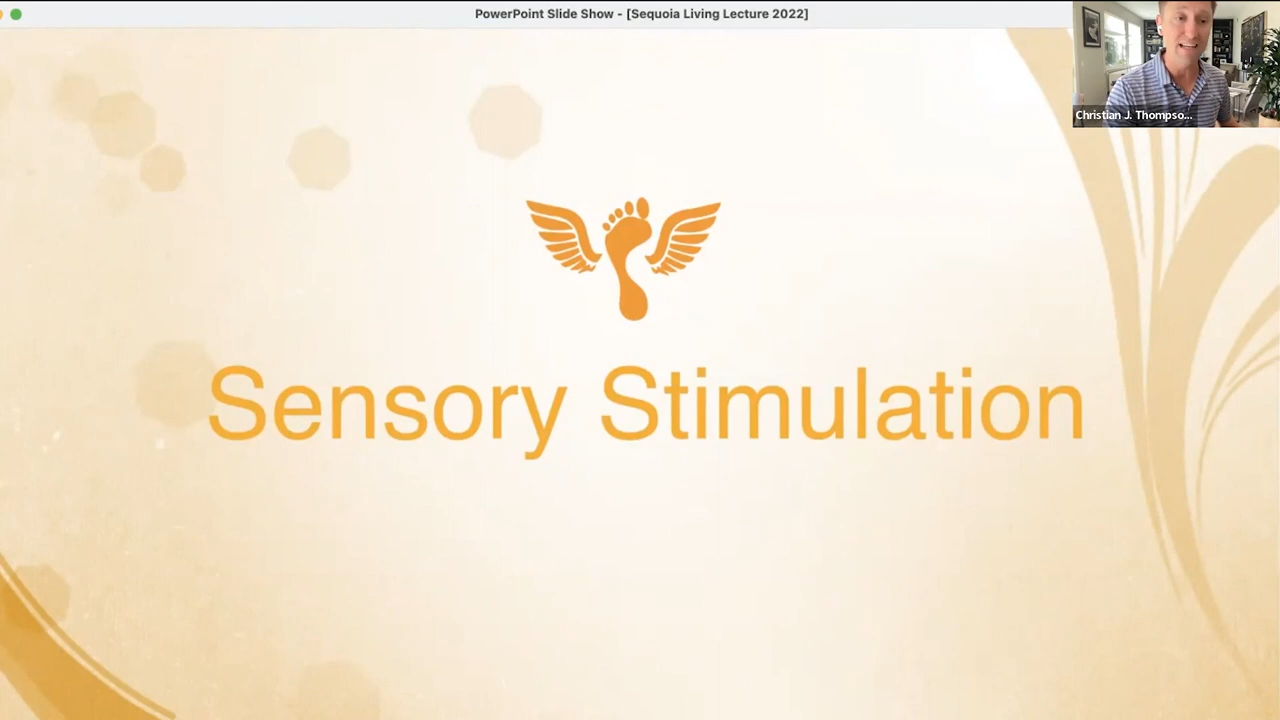 PowerPoint Slide Show - [Sequoia Living Lecture 2022]
Christian J. Thompso...
Sensory Stimulation